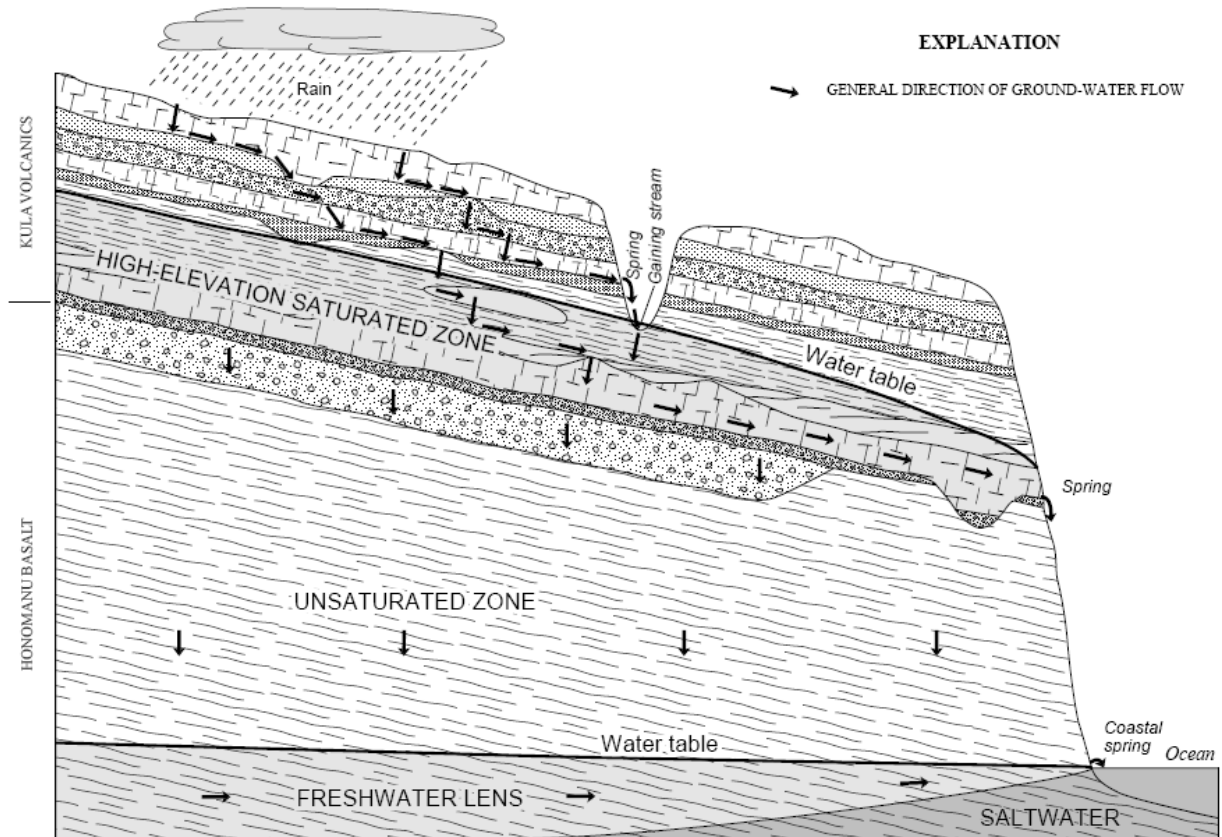 EXPLANATION
GENERAL DIRECTION OF GROUND-WATER FLOW
Rain
KULA VOLCANICS
Spring
Gaining stream
HIGH-ELEVATION SATURATED ZONE
Water table
Spring
HONOMANU BASALT
UNSATURATED ZONE
Water table
Coastal
spring
Ocean
FRESHWATER LENS
SALTWATER